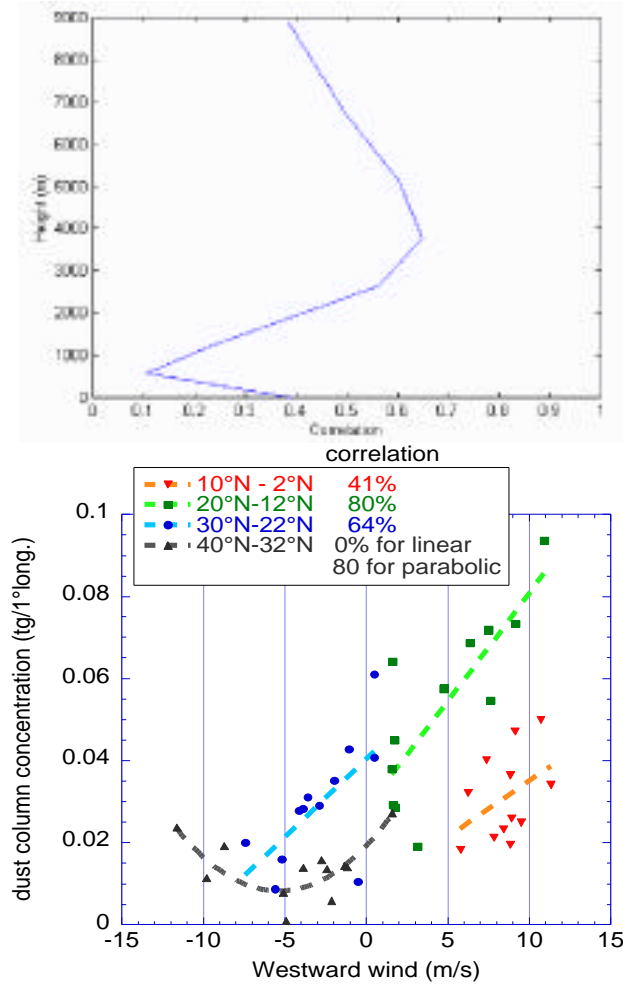 9000
8000
7000
6000
5000
4000
3000
2000
1000
0
Height (m)
0 0.1 0.2 0.3 0.4 0.5 0.6 0.7 0.8 0.9 1
Correlation
correlation
10°N - 2°N 41%
20°N-12°N 80%
30°N-22°N 64%
40°N-32°N 0% for linear
80 for parabolic
0.1
0.08
0.06
0.04
0.02
0
dust column concentration (tg/1°long.)
-15 -10 -5 0 5 10 15
Westward wind (m/s)